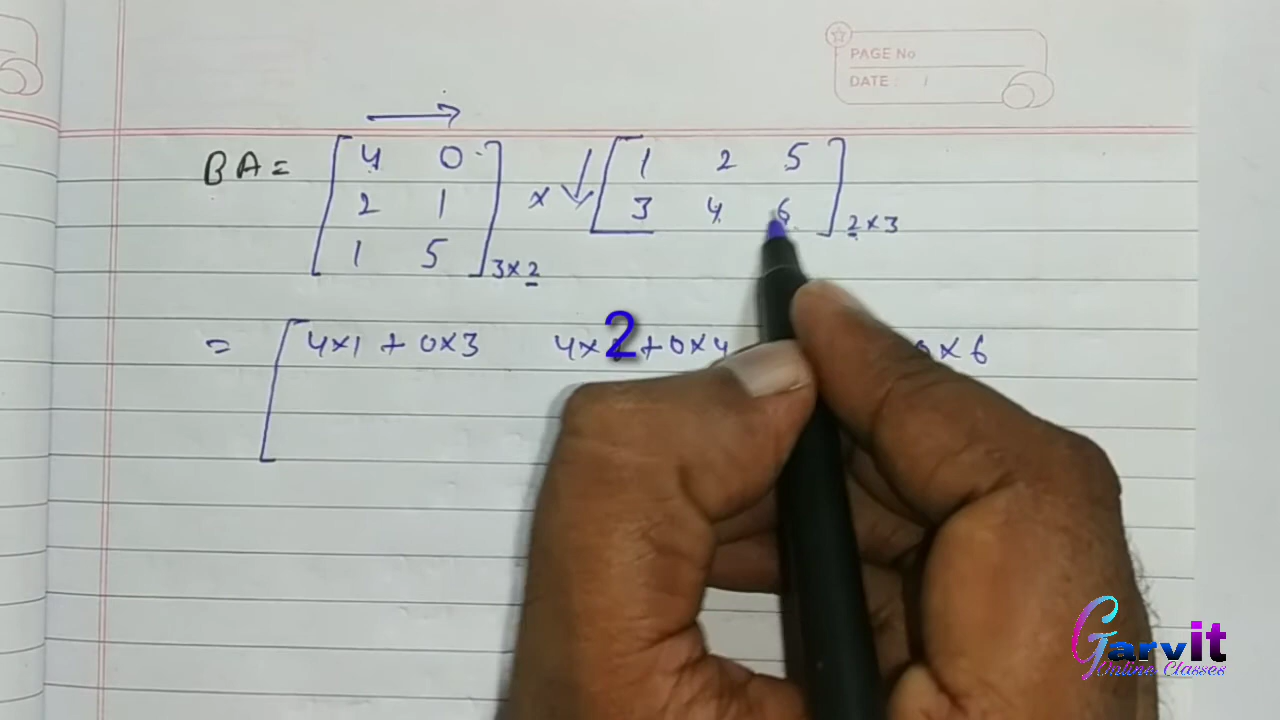 PAGE No
DATE : /
BA = [ 4 0
2 1
1 5 ] 3×2 × [ 1 2 5
3 4 6 ] 2×3
= [ 4×1 + 0×3 4×2+0×4 0×6
Garvit
Online Classes